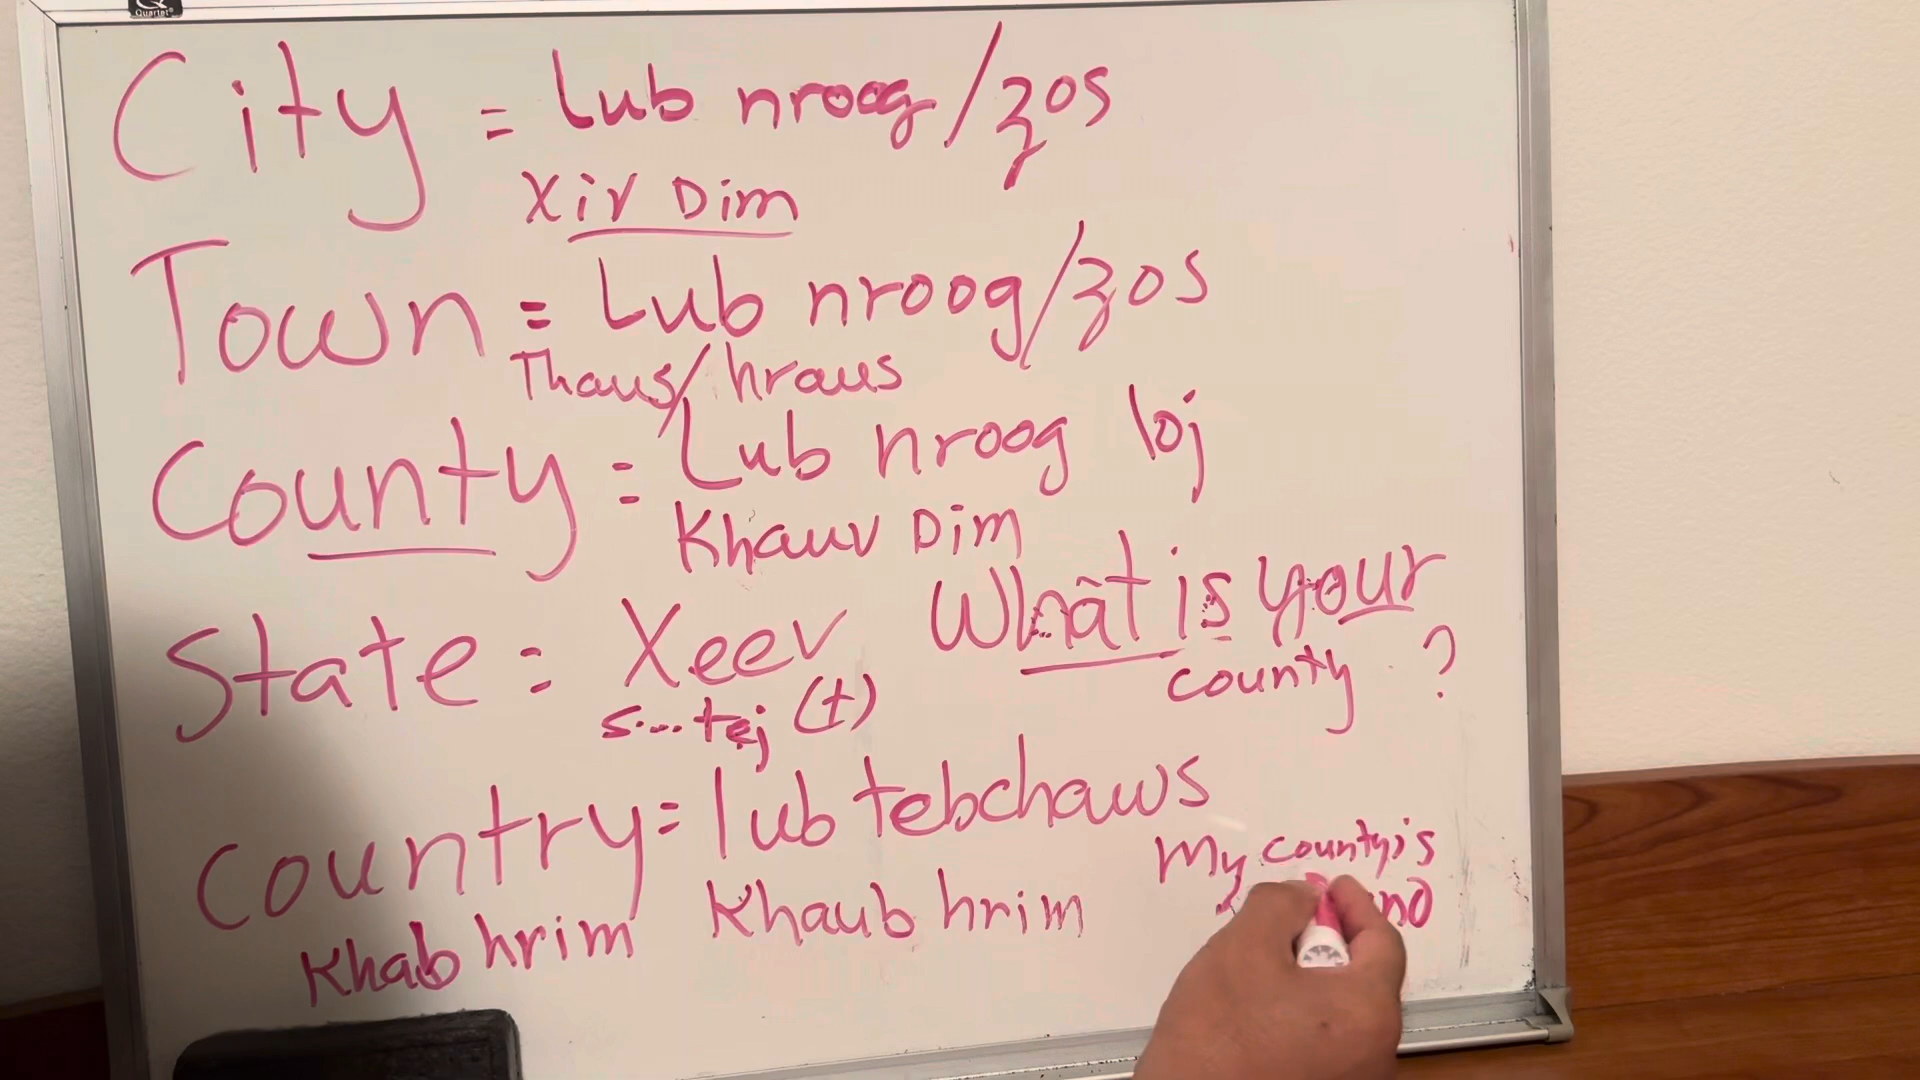 Quartet
City = Lub nroog/zos
Xiv Dim
Town = Lub nroog/zos
Thaus/hraus
County = Lub nroog loj
Khauv Dim
State = Xeev
s...tej (t)
What is your
county ?
Country = lub tebchaws
Khab hrim Khaub hrim
My county is